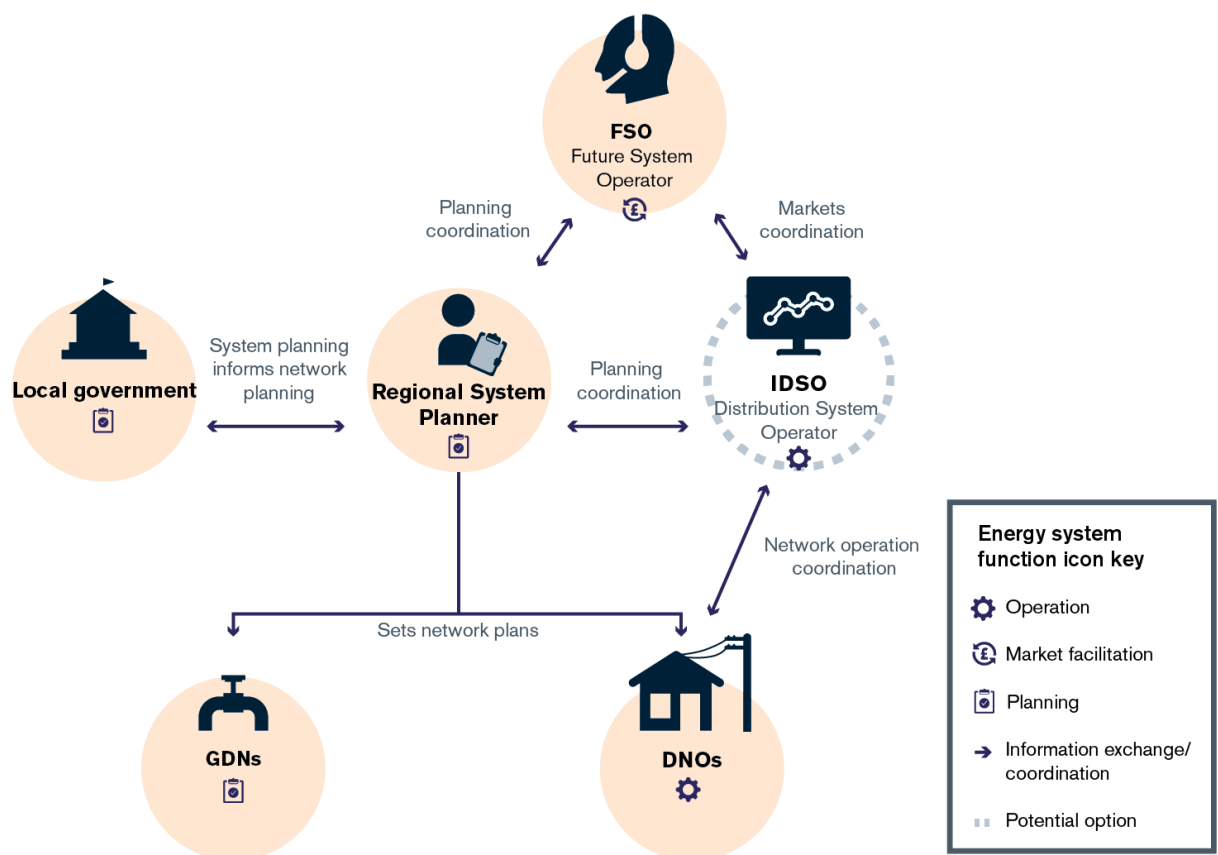 FSO
Future System
Operator
£
Planning
coordination
Markets
coordination
Local government
System planning
informs network
planning
Regional System
Planner
Planning
coordination
IDSO
Distribution System
Operator
Network operation
coordination
Sets network plans
GDNs
DNOs
Energy system
function icon key
Operation
£
Market facilitation
Planning
Information exchange/
coordination
Potential option